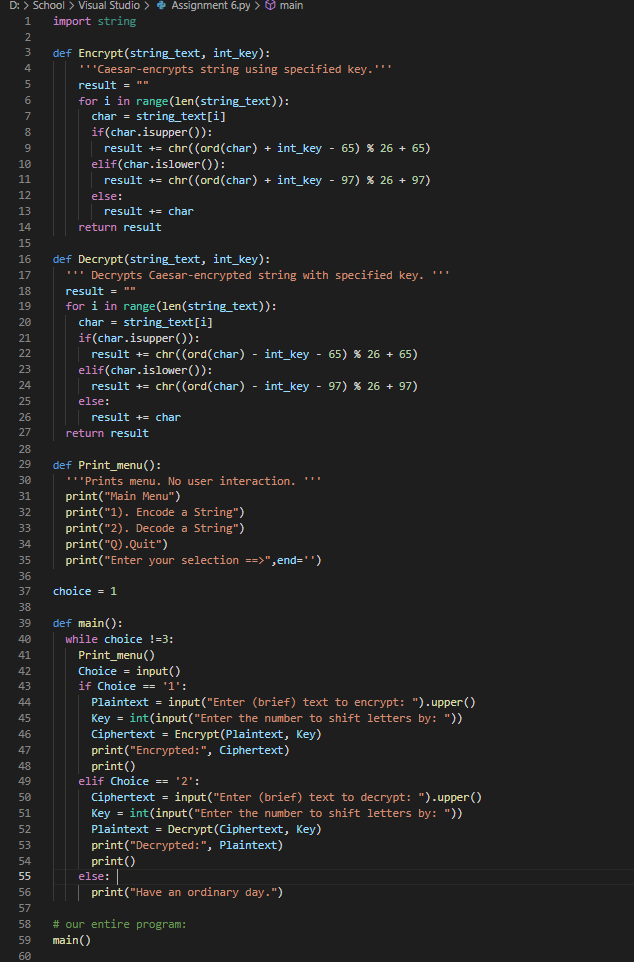 D: > School > Visual Studio > Assignment 6.py > main
1 import string
2
3 def Encrypt(string_text, int_key):
4     '''Caesar-encrypts string using specified key.'''
5     result = ""
6     for i in range(len(string_text)):
7       char = string_text[i]
8       if(char.isupper()):
9         result += chr((ord(char) + int_key - 65) % 26 + 65)
10       elif(char.islower()):
11         result += chr((ord(char) + int_key - 97) % 26 + 97)
12       else:
13         result += char
14     return result
15
16 def Decrypt(string_text, int_key):
17   ''' Decrypts Caesar-encrypted string with specified key. '''
18   result = ""
19   for i in range(len(string_text)):
20     char = string_text[i]
21     if(char.isupper()):
22       result += chr((ord(char) - int_key - 65) % 26 + 65)
23     elif(char.islower()):
24       result += chr((ord(char) - int_key - 97) % 26 + 97)
25     else:
26       result += char
27   return result
28
29 def Print_menu():
30   '''Prints menu. No user interaction. '''
31   print("Main Menu")
32   print("1). Encode a String")
33   print("2). Decode a String")
34   print("Q).Quit")
35   print("Enter your selection ==>",end='')
36
37 choice = 1
38
39 def main():
40   while choice !=3:
41     Print_menu()
42     Choice = input()
43     if Choice == '1':
44       Plaintext = input("Enter (brief) text to encrypt: ").upper()
45       Key = int(input("Enter the number to shift letters by: "))
46       Ciphertext = Encrypt(Plaintext, Key)
47       print("Encrypted:", Ciphertext)
48       print()
49     elif Choice == '2':
50       Ciphertext = input("Enter (brief) text to decrypt: ").upper()
51       Key = int(input("Enter the number to shift letters by: "))
52       Plaintext = Decrypt(Ciphertext, Key)
53       print("Decrypted:", Plaintext)
54       print()
55     else:
56       print("Have an ordinary day.")
57
58 # our entire program:
59 main()
60